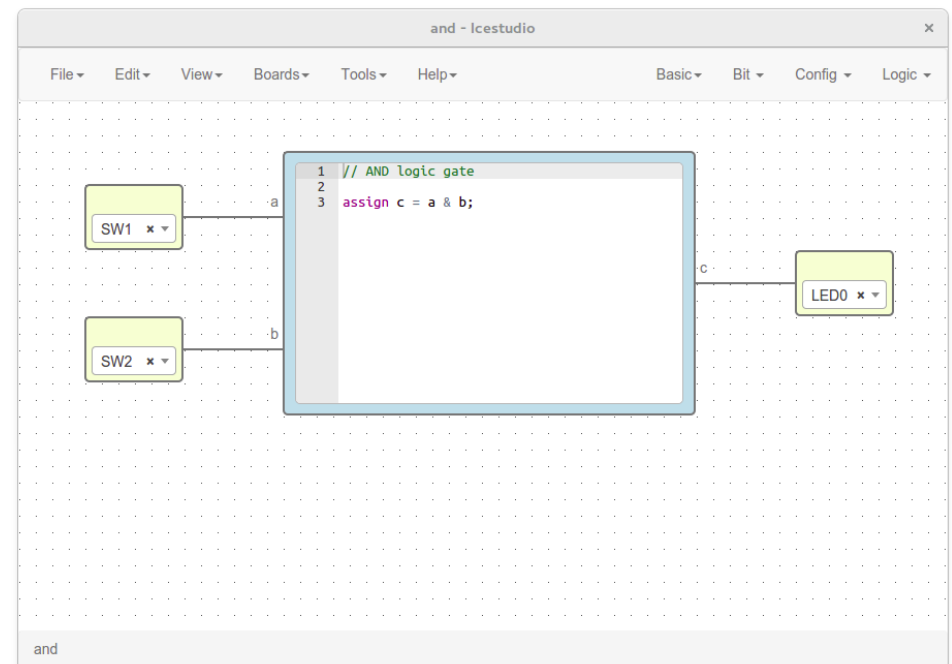 and - Icestudio ×
File Edit View Boards Tools Help Basic Bit Config Logic
1 // AND logic gate
2
3 assign c = a & b;
a
SW1 ×
c
LED0 ×
b
SW2 ×
and